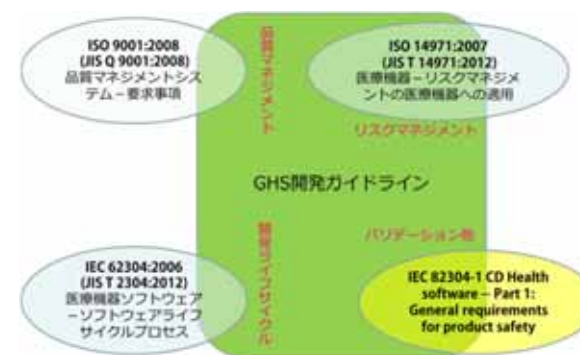 ISO 9001:2008
(JIS Q 9001:2008)
品質マネジメントシス
テム－要求事項
品質マネジメント
ISO 14971:2007
(JIS T 14971:2012)
医療機器－リスクマネジメ
ントの医療機器への適用
リスクマネジメント
GHS開発ガイドライン
開発ライフサイクル
バリデーション他
IEC 62304:2006
(JIS T 2304:2012)
医療機器ソフトウェア
－ソフトウェアライフ
サイクルプロセス
IEC 82304-1 CD Health
software － Part 1:
General requirements
for product safety